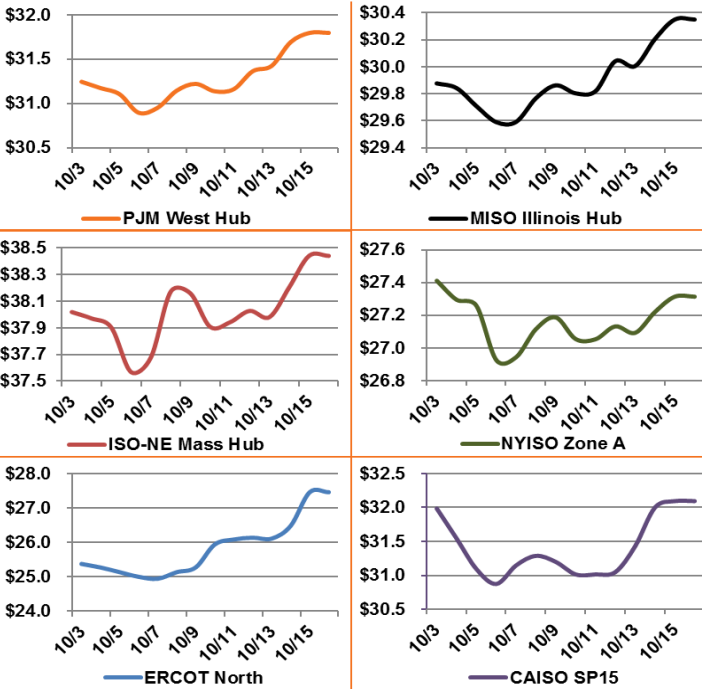 $32.0
$31.5
$31.0
$30.5
10/3 10/5 10/7 10/9 10/11 10/13 10/15
PJM West Hub
$30.4
$30.2
$30.0
$29.8
$29.6
$29.4
10/3 10/5 10/7 10/9 10/11 10/13 10/15
MISO Illinois Hub
$38.5
$38.3
$38.1
$37.9
$37.7
$37.5
10/3 10/5 10/7 10/9 10/11 10/13 10/15
ISO-NE Mass Hub
$27.6
$27.4
$27.2
$27.0
$26.8
10/3 10/5 10/7 10/9 10/11 10/13 10/15
NYISO Zone A
$28.0
$27.0
$26.0
$25.0
$24.0
10/3 10/5 10/7 10/9 10/11 10/13 10/15
ERCOT North
$32.5
$32.0
$31.5
$31.0
$30.5
10/3 10/5 10/7 10/9 10/11 10/13 10/15
CAISO SP15